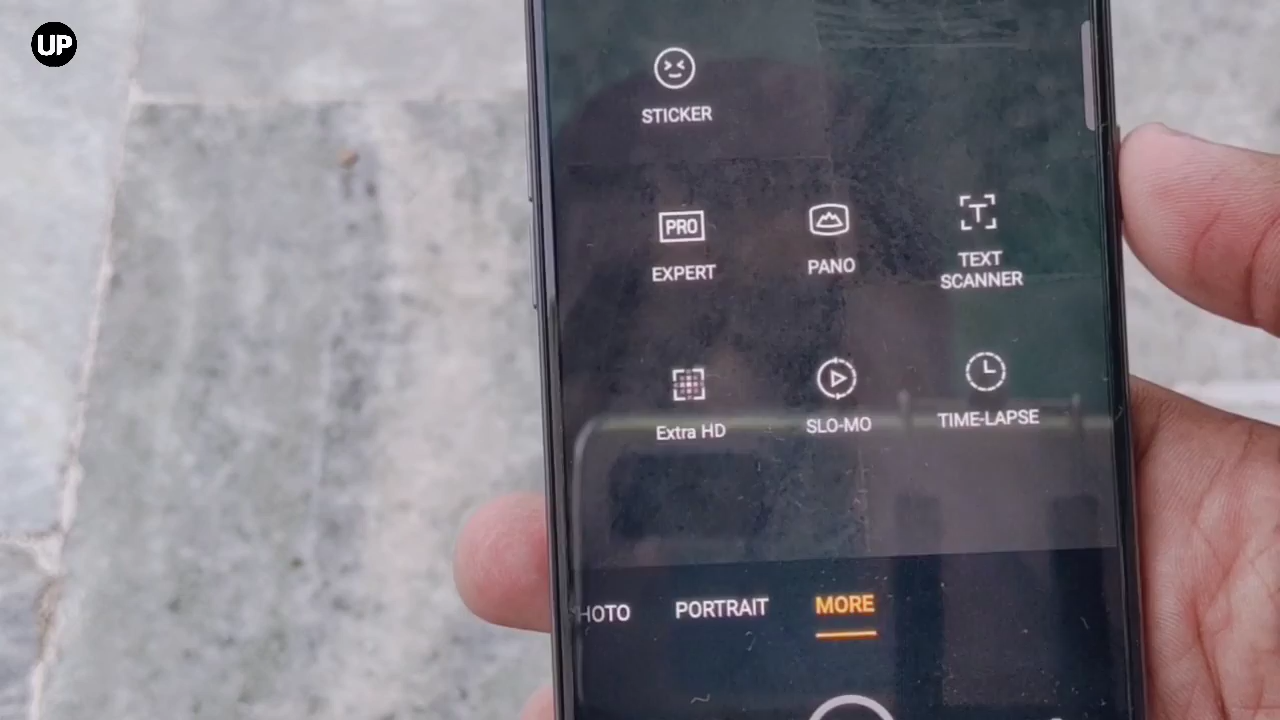 UP
STICKER
PRO
EXPERT
PANO
T
TEXT
SCANNER
Extra HD
SLO-MO
TIME-LAPSE
HOTO
PORTRAIT
MORE